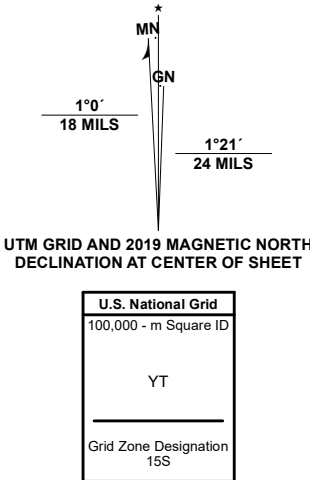 MN
GN
1°0´
18 MILS
1°21´
24 MILS
UTM GRID AND 2019 MAGNETIC NORTH
DECLINATION AT CENTER OF SHEET
U.S. National Grid
100,000 - m Square ID
YT
Grid Zone Designation
15S